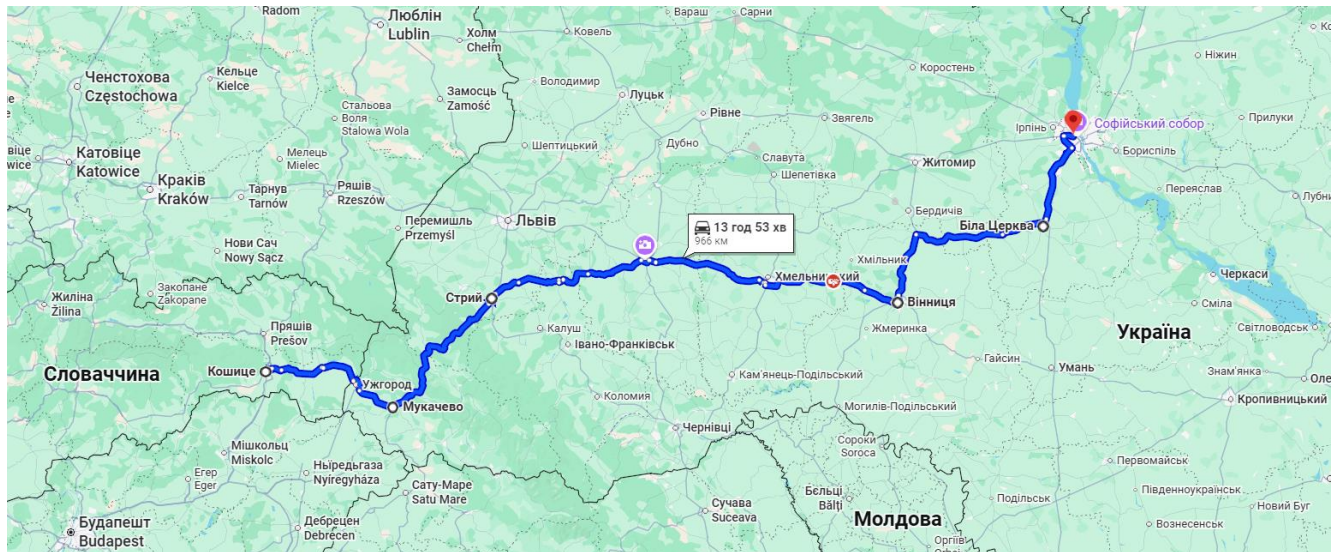 Radom
Люблін
Lublin
Холм
Chełm
Ковель
Вараш
Сарни
Ніжин
Ченстохова
Częstochowa
Кельце
Kielce
Стальова
Воля
Stalowa Wola
Замосць
Zamość
Володимир
Луцьк
Рівне
Звягель
Коростень
Ірпінь
Софійський собор
Прилуки
Бориспіль
Катовіце
Katowice
Мелець
Mielec
Шептицький
Дубно
Славута
Шепетівка
Житомир
Переяслав
Краків
Kraków
Тарнув
Tarnów
Ряшів
Rzeszów
Перемишль
Przemyśl
Львів
13 год 53 хв
966 км
Бердичів
Біла Церква
Нови Сач
Nowy Sącz
Хмільник
Хмельницький
Черкаси
Закопане
Zakopane
Жиліна
Žilina
Стрий
Вінниця
Сміла
Пряшів
Prešov
Калуш
Івано-Франківськ
Жмеринка
Україна
Світловодськ
Словаччина
Кошице
Ужгород
Мукачево
Коломия
Кам'янець-Подільський
Гайсин
Умань
Знам'янка
Кропивницький
Мішкольц
Miskolc
Чернівці
Могилів-Подільський
Егер
Eger
Ньїредьгаза
Nyíregyháza
Сороки
Soroca
Первомайськ
Сату-Маре
Satu Mare
Сучава
Suceava
Бєльці
Bălți
Подільськ
Південноукраїнськ
Новий Буг
Будапешт
Budapest
Дебрецен
Debrecen
Молдова
Вознесенськ
Оргіїв